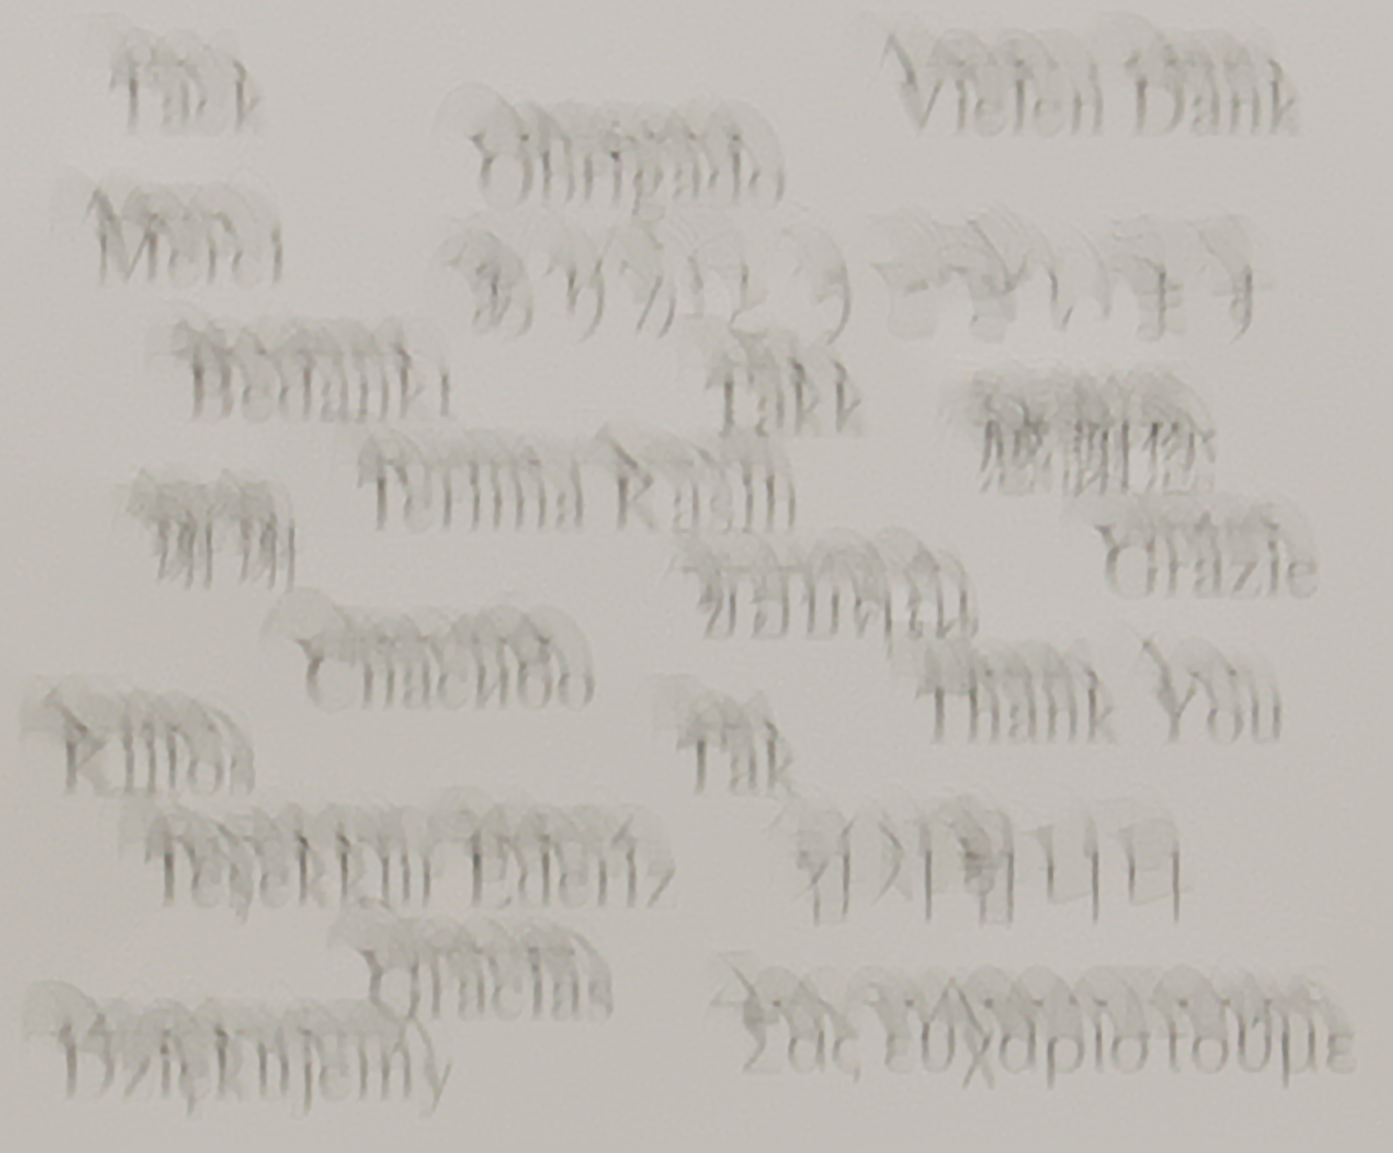 Tack
Vielen Dank
Obrigado
Merci
ありがとうございます
Bedankt
Takk
感謝您
Terima Kasih
谢谢
Grazie
ขอบคุณ
Спасибо
Thank You
Kiitos
Tak
Teşekkür Ederiz
감사합니다
Gracias
Σας ευχαριστούμε
Dziękujemy